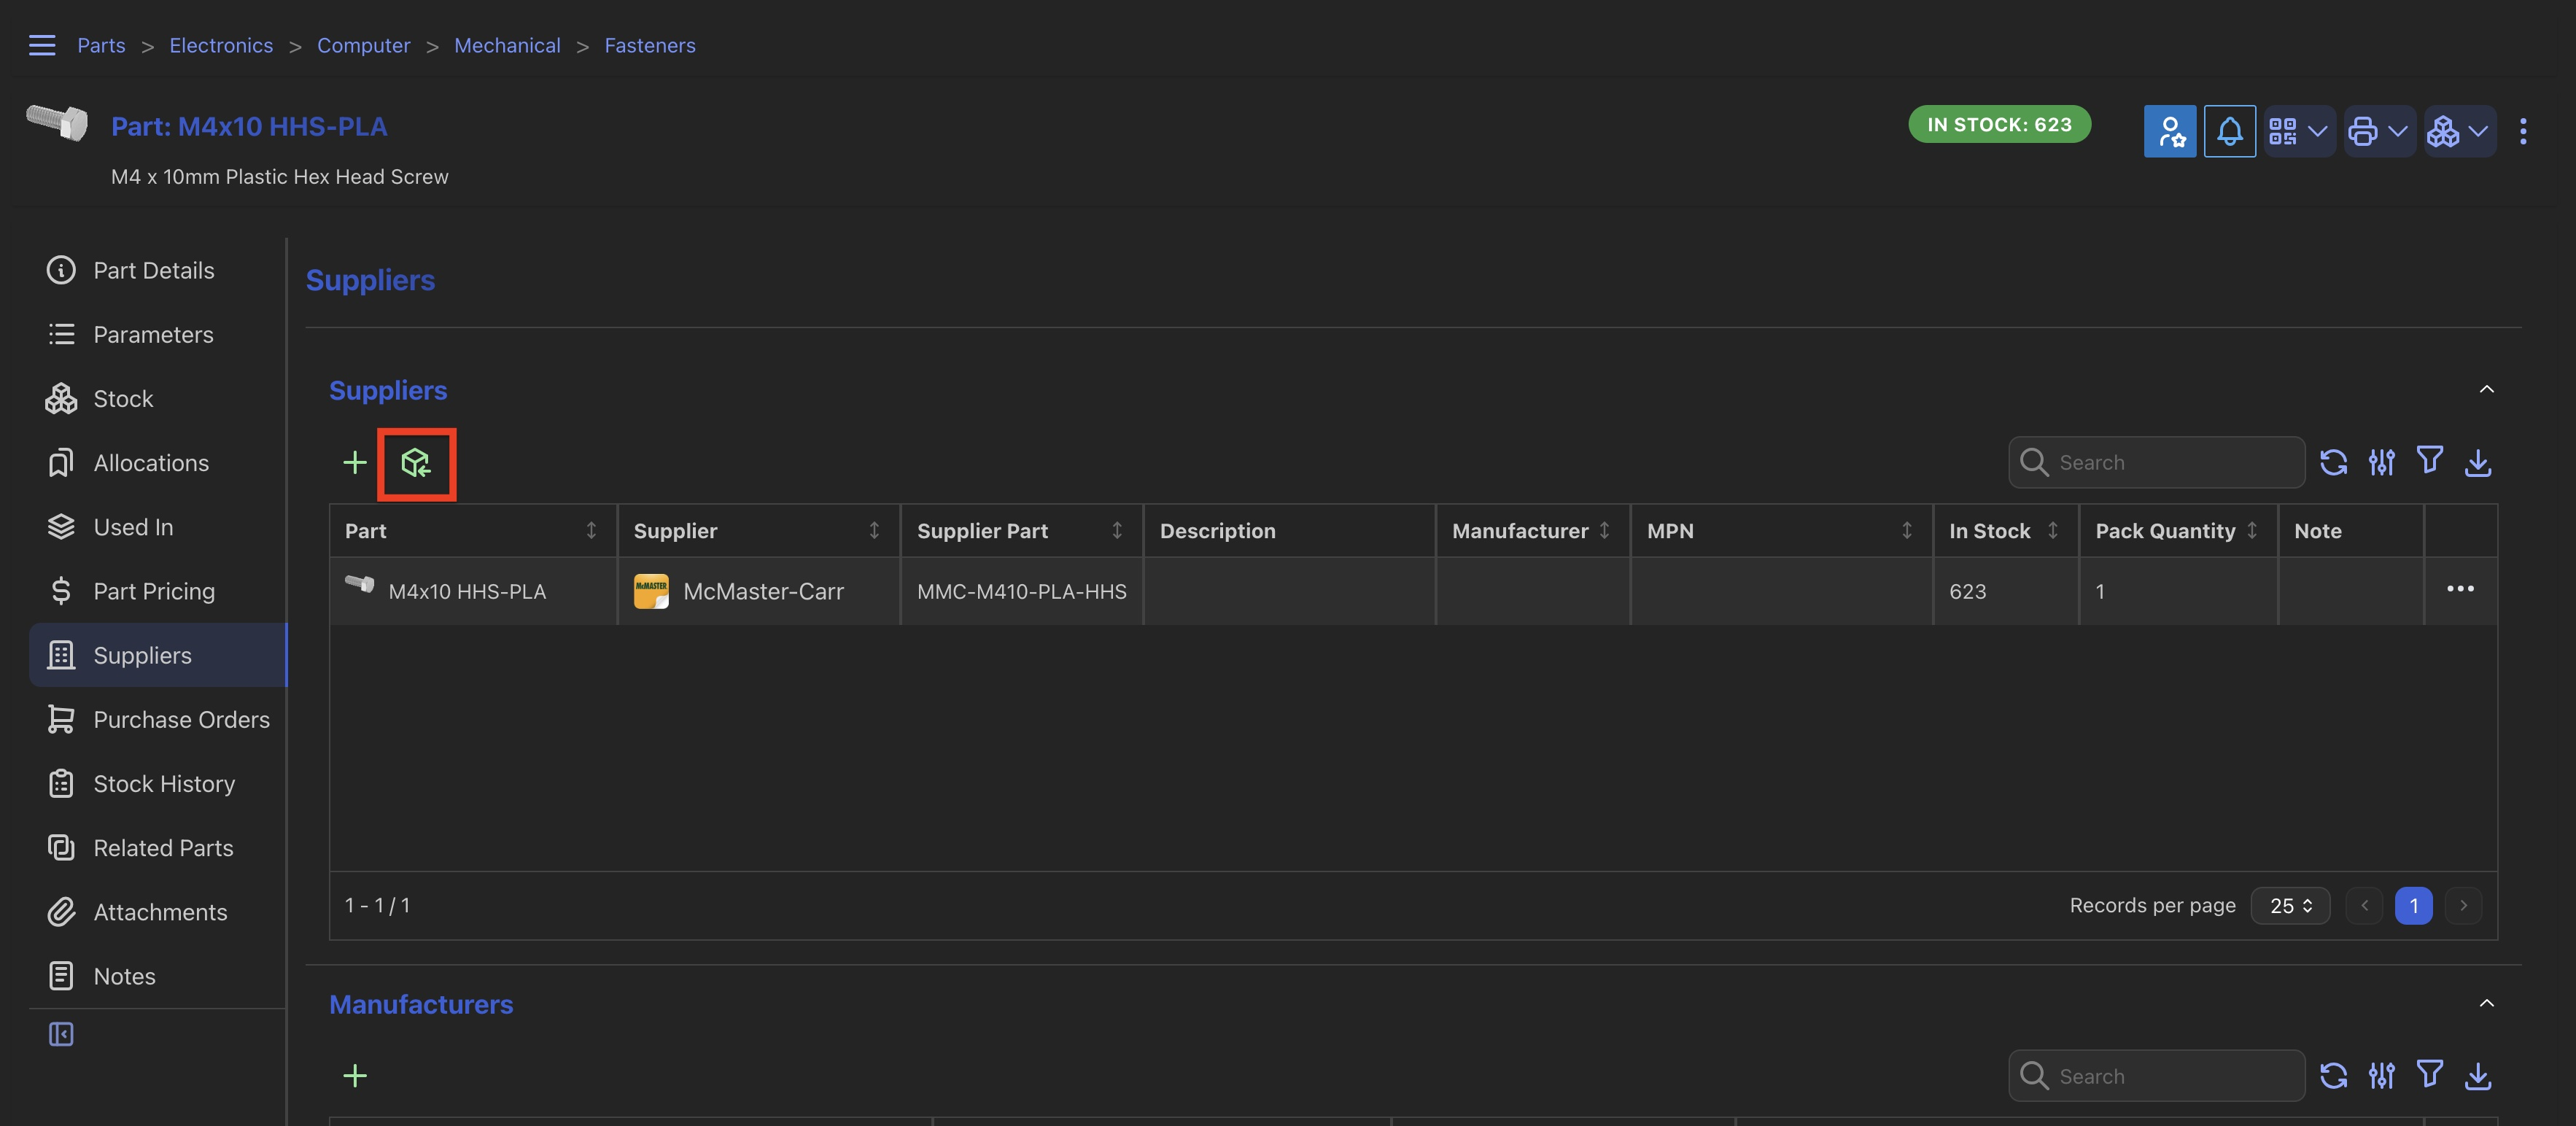 Parts > Electronics > Computer > Mechanical > Fasteners
Part: M4x10 HHS-PLA
IN STOCK: 623
M4 x 10mm Plastic Hex Head Screw
Part Details
Parameters
Stock
Allocations
Used In
Part Pricing
Suppliers
Purchase Orders
Stock History
Related Parts
Attachments
Notes
Suppliers
Suppliers
Search
Part Supplier Supplier Part Description Manufacturer MPN In Stock Pack Quantity Note
M4x10 HHS-PLA McMASTER McMaster-Carr MMC-M410-PLA-HHS 623 1
1 - 1 / 1
Records per page 25 1
Manufacturers
Search